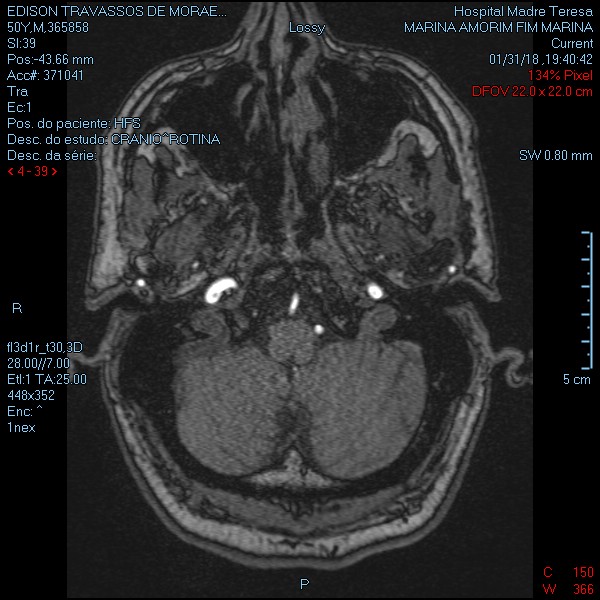 EDISON TRAVASSOS DE MORAE...
50Y,M,365858
Sl:39
Pos:-43.66 mm
Acc#: 371041
Tra
Ec:1
Pos. do paciente: HFS
Desc. do estudo: CRANIO^ROTINA
Desc. da série:
< 4 - 39 >
Lossy
Hospital Madre Teresa
MARINA AMORIM FIM MARINA
Current
01/31/18 ,19:40:42
134% Pixel
DFOV 22.0 x 22.0 cm
SW 0.80 mm
R
fl3d1r_t30,3D
28.00//7.00
Etl:1 TA:25.00
448x352
Enc: ^
1nex
5 cm
P
C 150
W 366